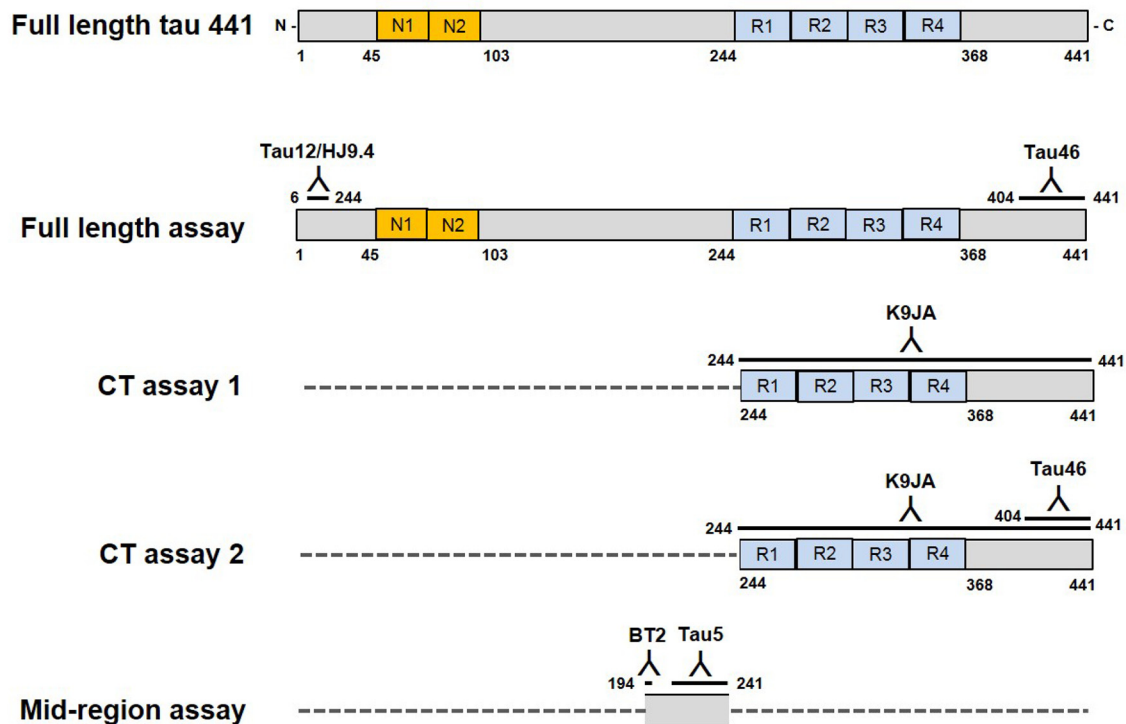 Full length tau 441 N - N1 N2 R1 R2 R3 R4 - C
1 45 103 244 368 441
Tau12/HJ9.4 Tau46
6 244 404 441
Full length assay N1 N2 R1 R2 R3 R4
1 45 103 244 368 441
K9JA
244 441
CT assay 1 R1 R2 R3 R4
244 368 441
K9JA Tau46
404
244 441
CT assay 2 R1 R2 R3 R4
244 368 441
BT2 Tau5
194 241
Mid-region assay